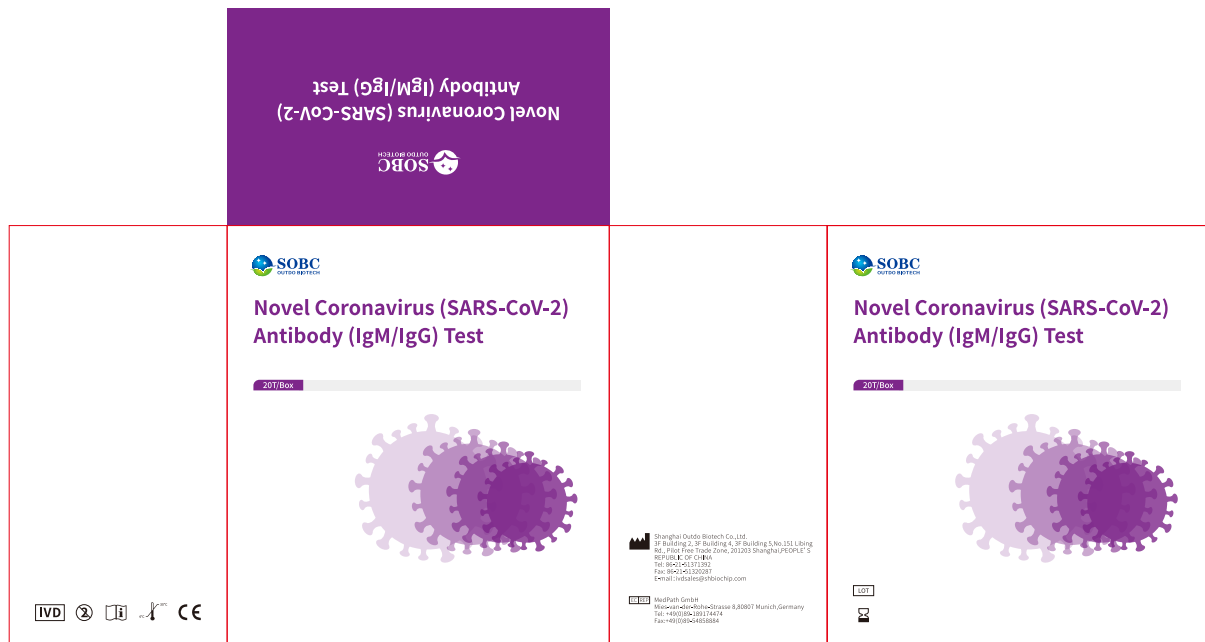 Novel Coronavirus (SARS-CoV-2)
Antibody (IgM/IgG) Test
SOBC
OUTDO BIOTECH
IVD
2
i
4℃
30℃
CE
SOBC
OUTDO BIOTECH
Novel Coronavirus (SARS-CoV-2)
Antibody (IgM/IgG) Test
20T/Box
Shanghai Outdo Biotech Co.,Ltd.
3F Building 2, 3F Building 4, 3F Building 5,No.151 Libing
Rd., Pilot Free Trade Zone, 201203 Shanghai,PEOPLE'S
REPUBLIC OF CHINA
Tel: 86-21-51371392
Fax: 86-21-51320287
E-mail: ivdsales@shbiochip.com
EC REP
MedPath GmbH
Mies-van-der-Rohe-Strasse 8,80807 Munich,Germany
Tel: +49(0)89-189174474
Fax:+49(0)89-54858884
SOBC
OUTDO BIOTECH
Novel Coronavirus (SARS-CoV-2)
Antibody (IgM/IgG) Test
20T/Box
LOT